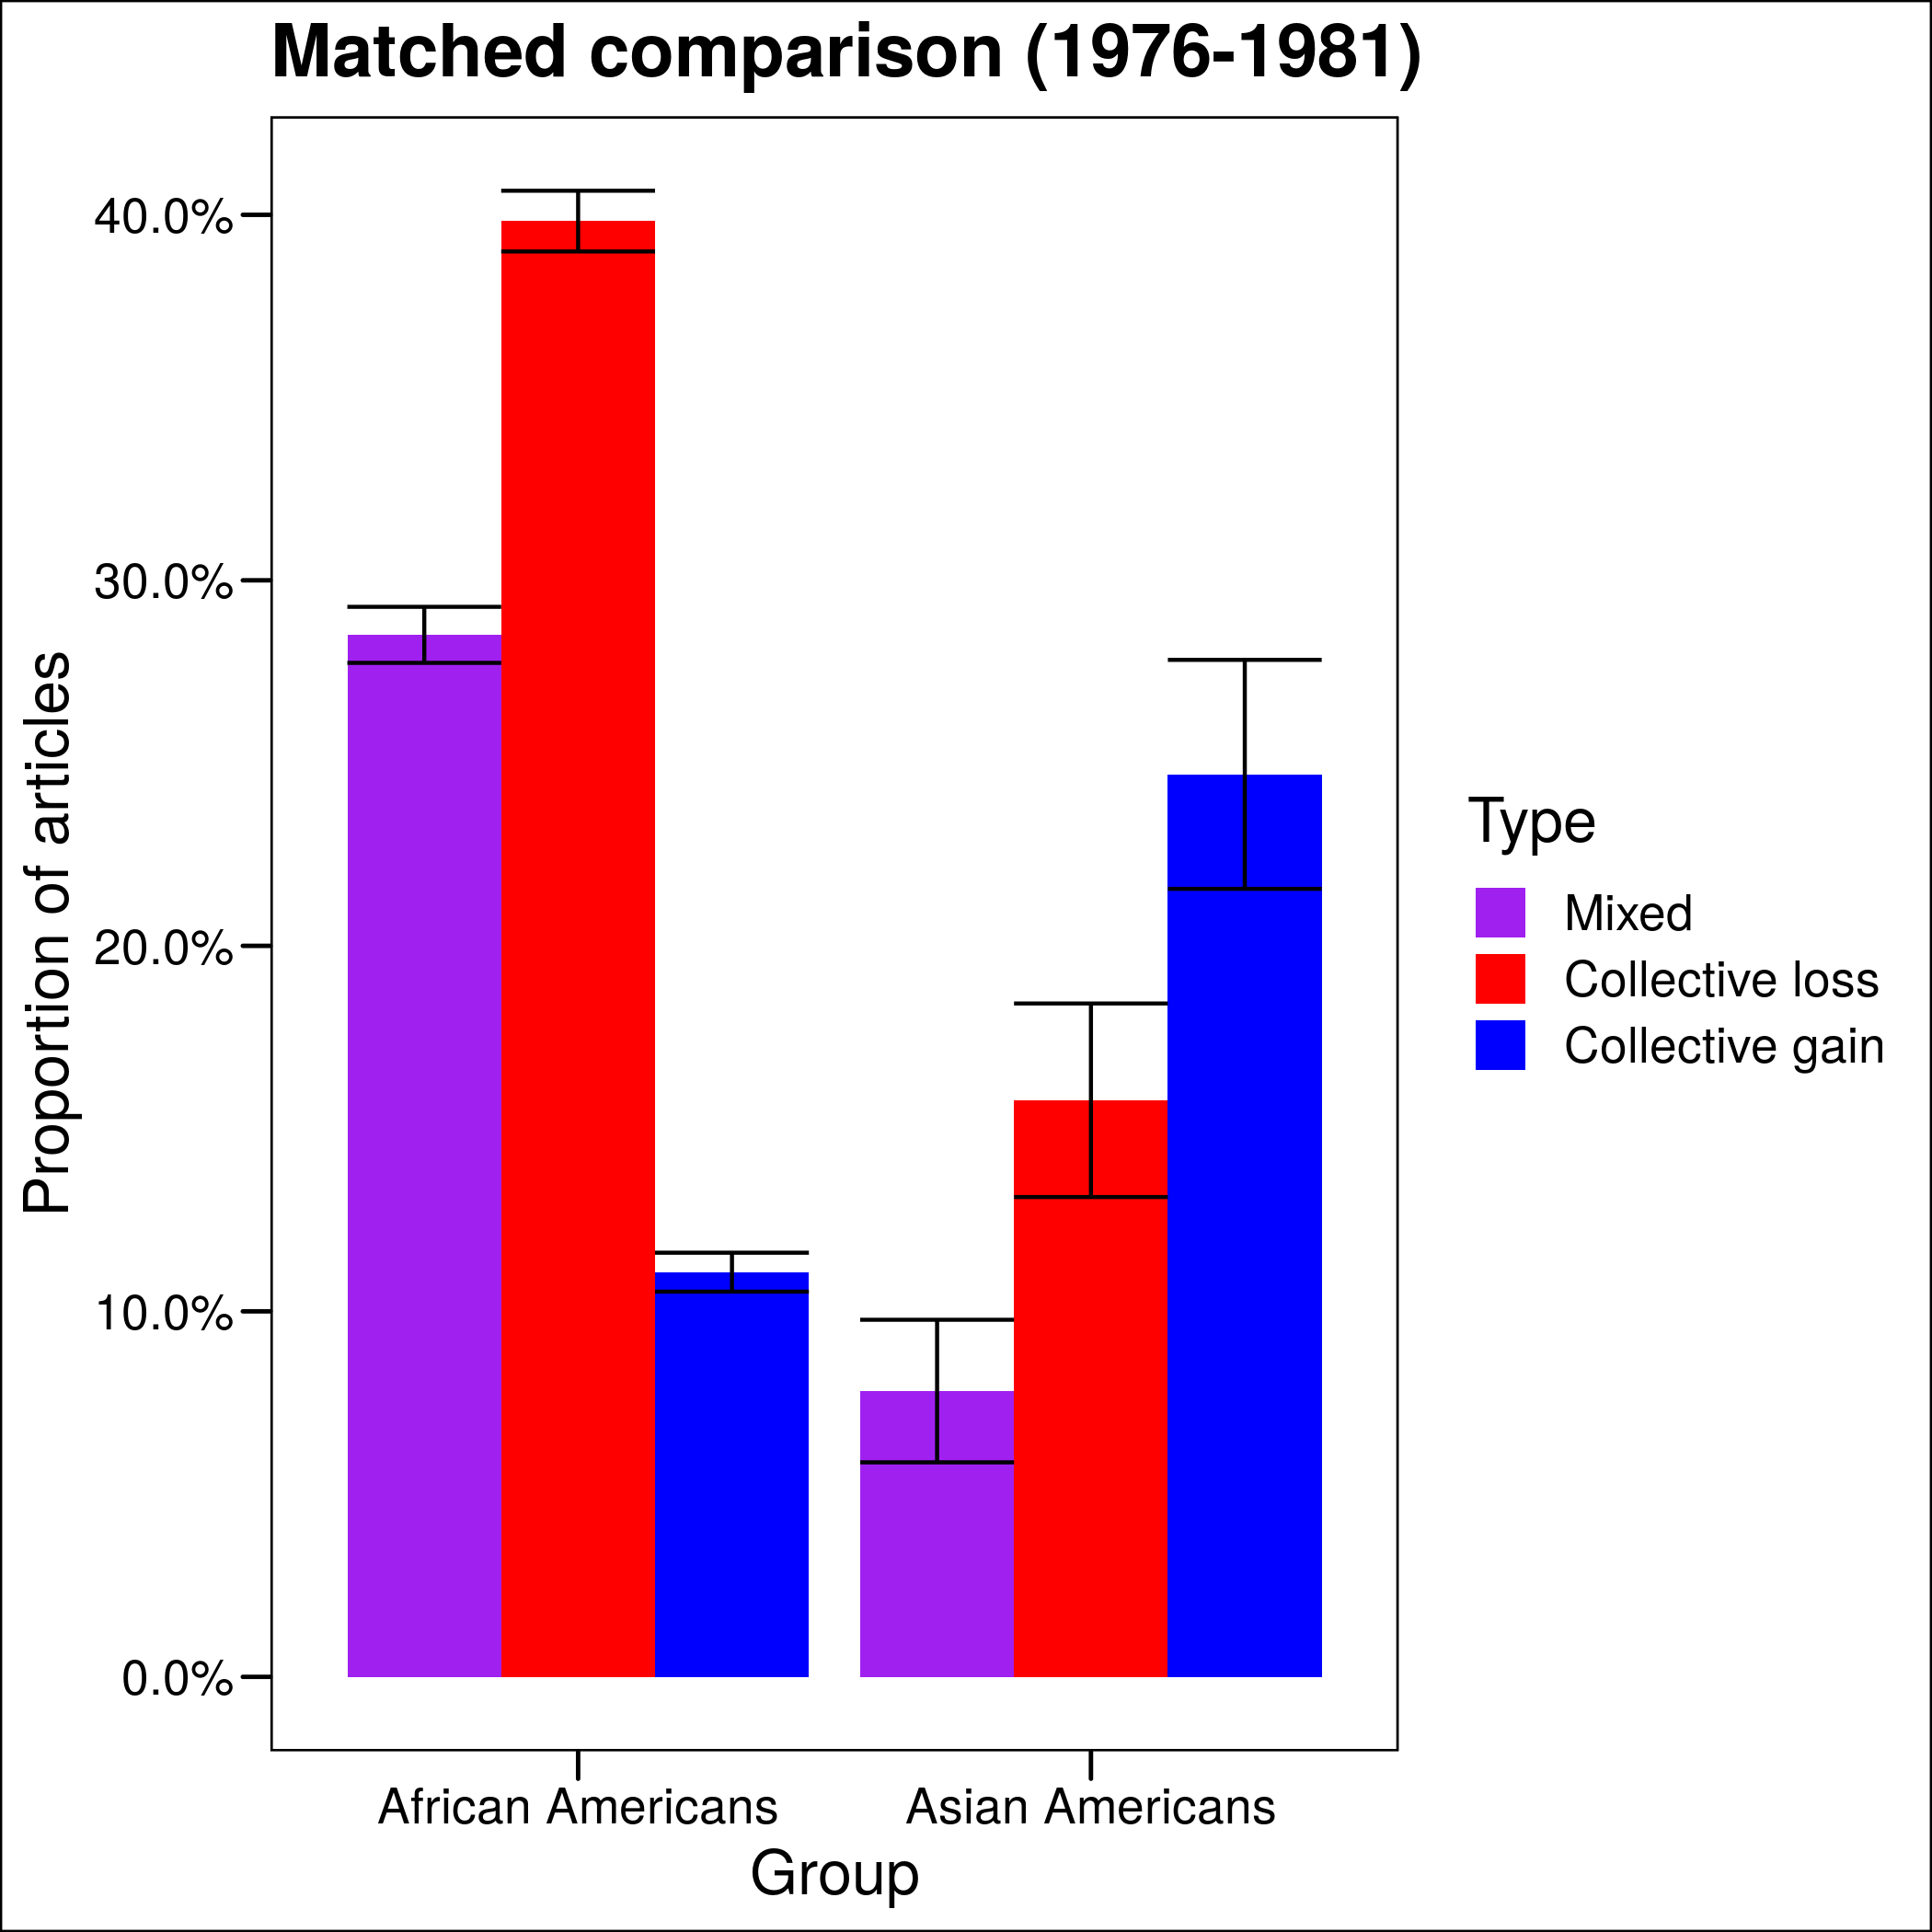 Matched comparison (1976-1981)
40.0%
30.0%
20.0%
10.0%
0.0%
Proportion of articles
African Americans
Asian Americans
Group
Type
Mixed
Collective loss
Collective gain